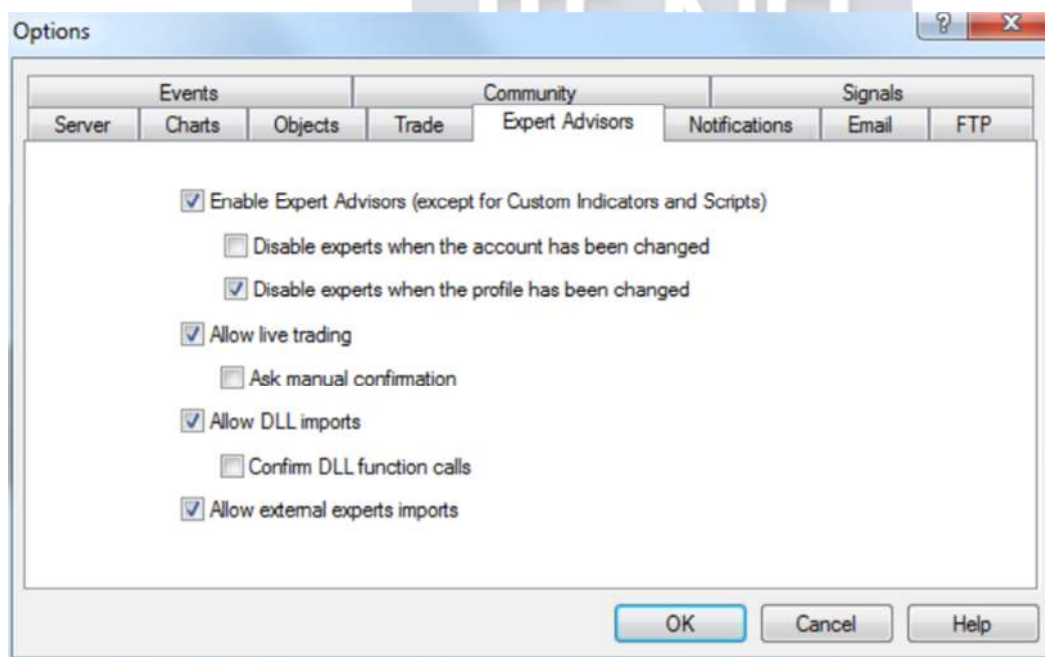 Options
Events Community Signals
Server Charts Objects Trade Expert Advisors Notifications Email FTP
Enable Expert Advisors (except for Custom Indicators and Scripts)
Disable experts when the account has been changed
Disable experts when the profile has been changed
Allow live trading
Ask manual confirmation
Allow DLL imports
Confirm DLL function calls
Allow external experts imports
OK Cancel Help